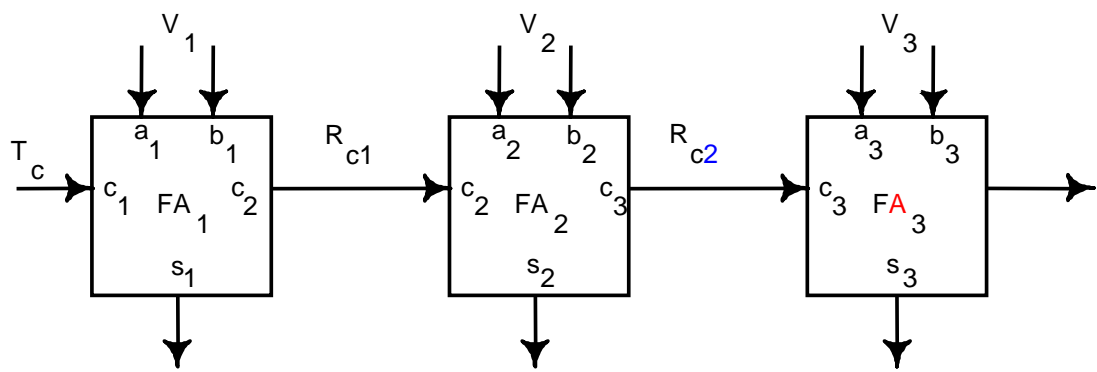 V1 V2 V3
a1 b1 a2 b2 a3 b3
Tc Rc1 Rc2
c1 FA1 c2 c2 FA2 c3 c3 FA3
s1 s2 s3